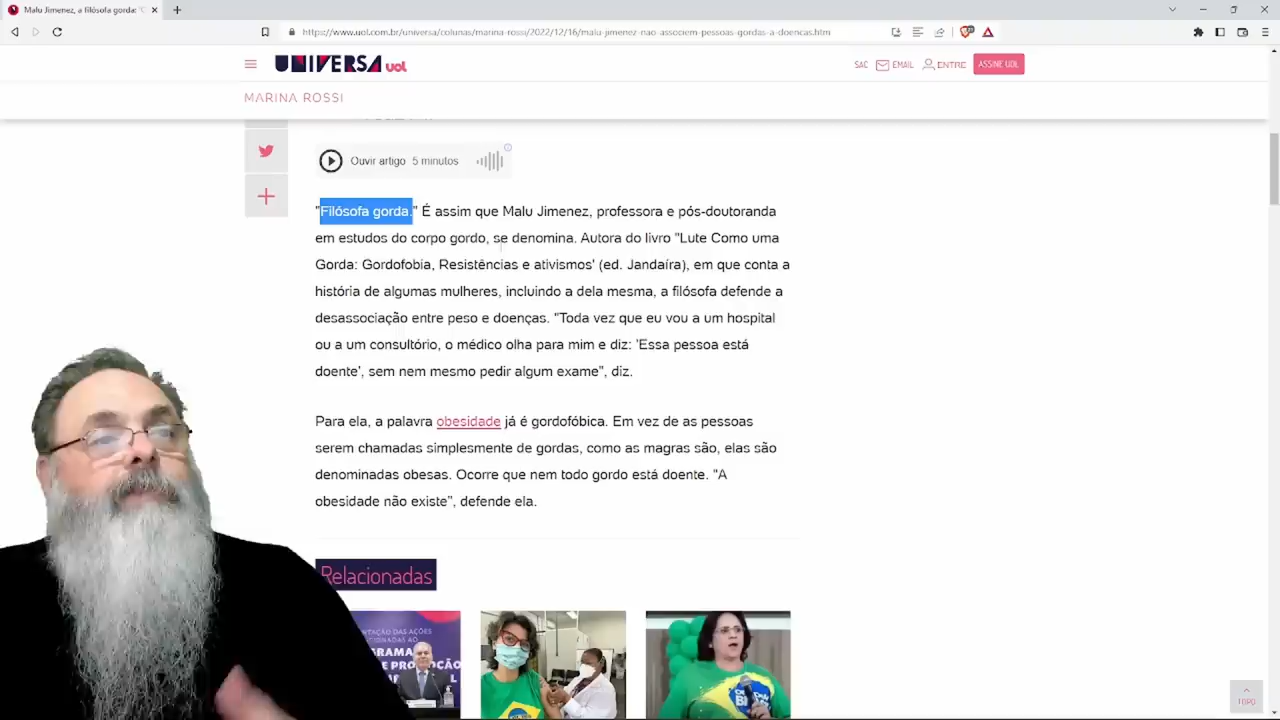 Malu Jimenez, a filósofa gorda: "
https://www.uol.com.br/universa/colunas/marina-rossi/2022/12/16/malu-jimenez-nao-associem-pessoas-gordas-a-doencas.htm
UNIVERSA uol
SAC EMAIL ENTRE ASSINE UOL
MARINA ROSSI
Ouvir artigo 5 minutos
"Filósofa gorda." É assim que Malu Jimenez, professora e pós-doutoranda
em estudos do corpo gordo, se denomina. Autora do livro "Lute Como uma
Gorda: Gordofobia, Resistências e ativismos' (ed. Jandaíra), em que conta a
história de algumas mulheres, incluindo a dela mesma, a filósofa defende a
desassociação entre peso e doenças. "Toda vez que eu vou a um hospital
ou a um consultório, o médico olha para mim e diz: 'Essa pessoa está
doente', sem nem mesmo pedir algum exame", diz.
Para ela, a palavra obesidade já é gordofóbica. Em vez de as pessoas
serem chamadas simplesmente de gordas, como as magras são, elas são
denominadas obesas. Ocorre que nem todo gordo está doente. "A
obesidade não existe", defende ela.
Relacionadas
TOPO